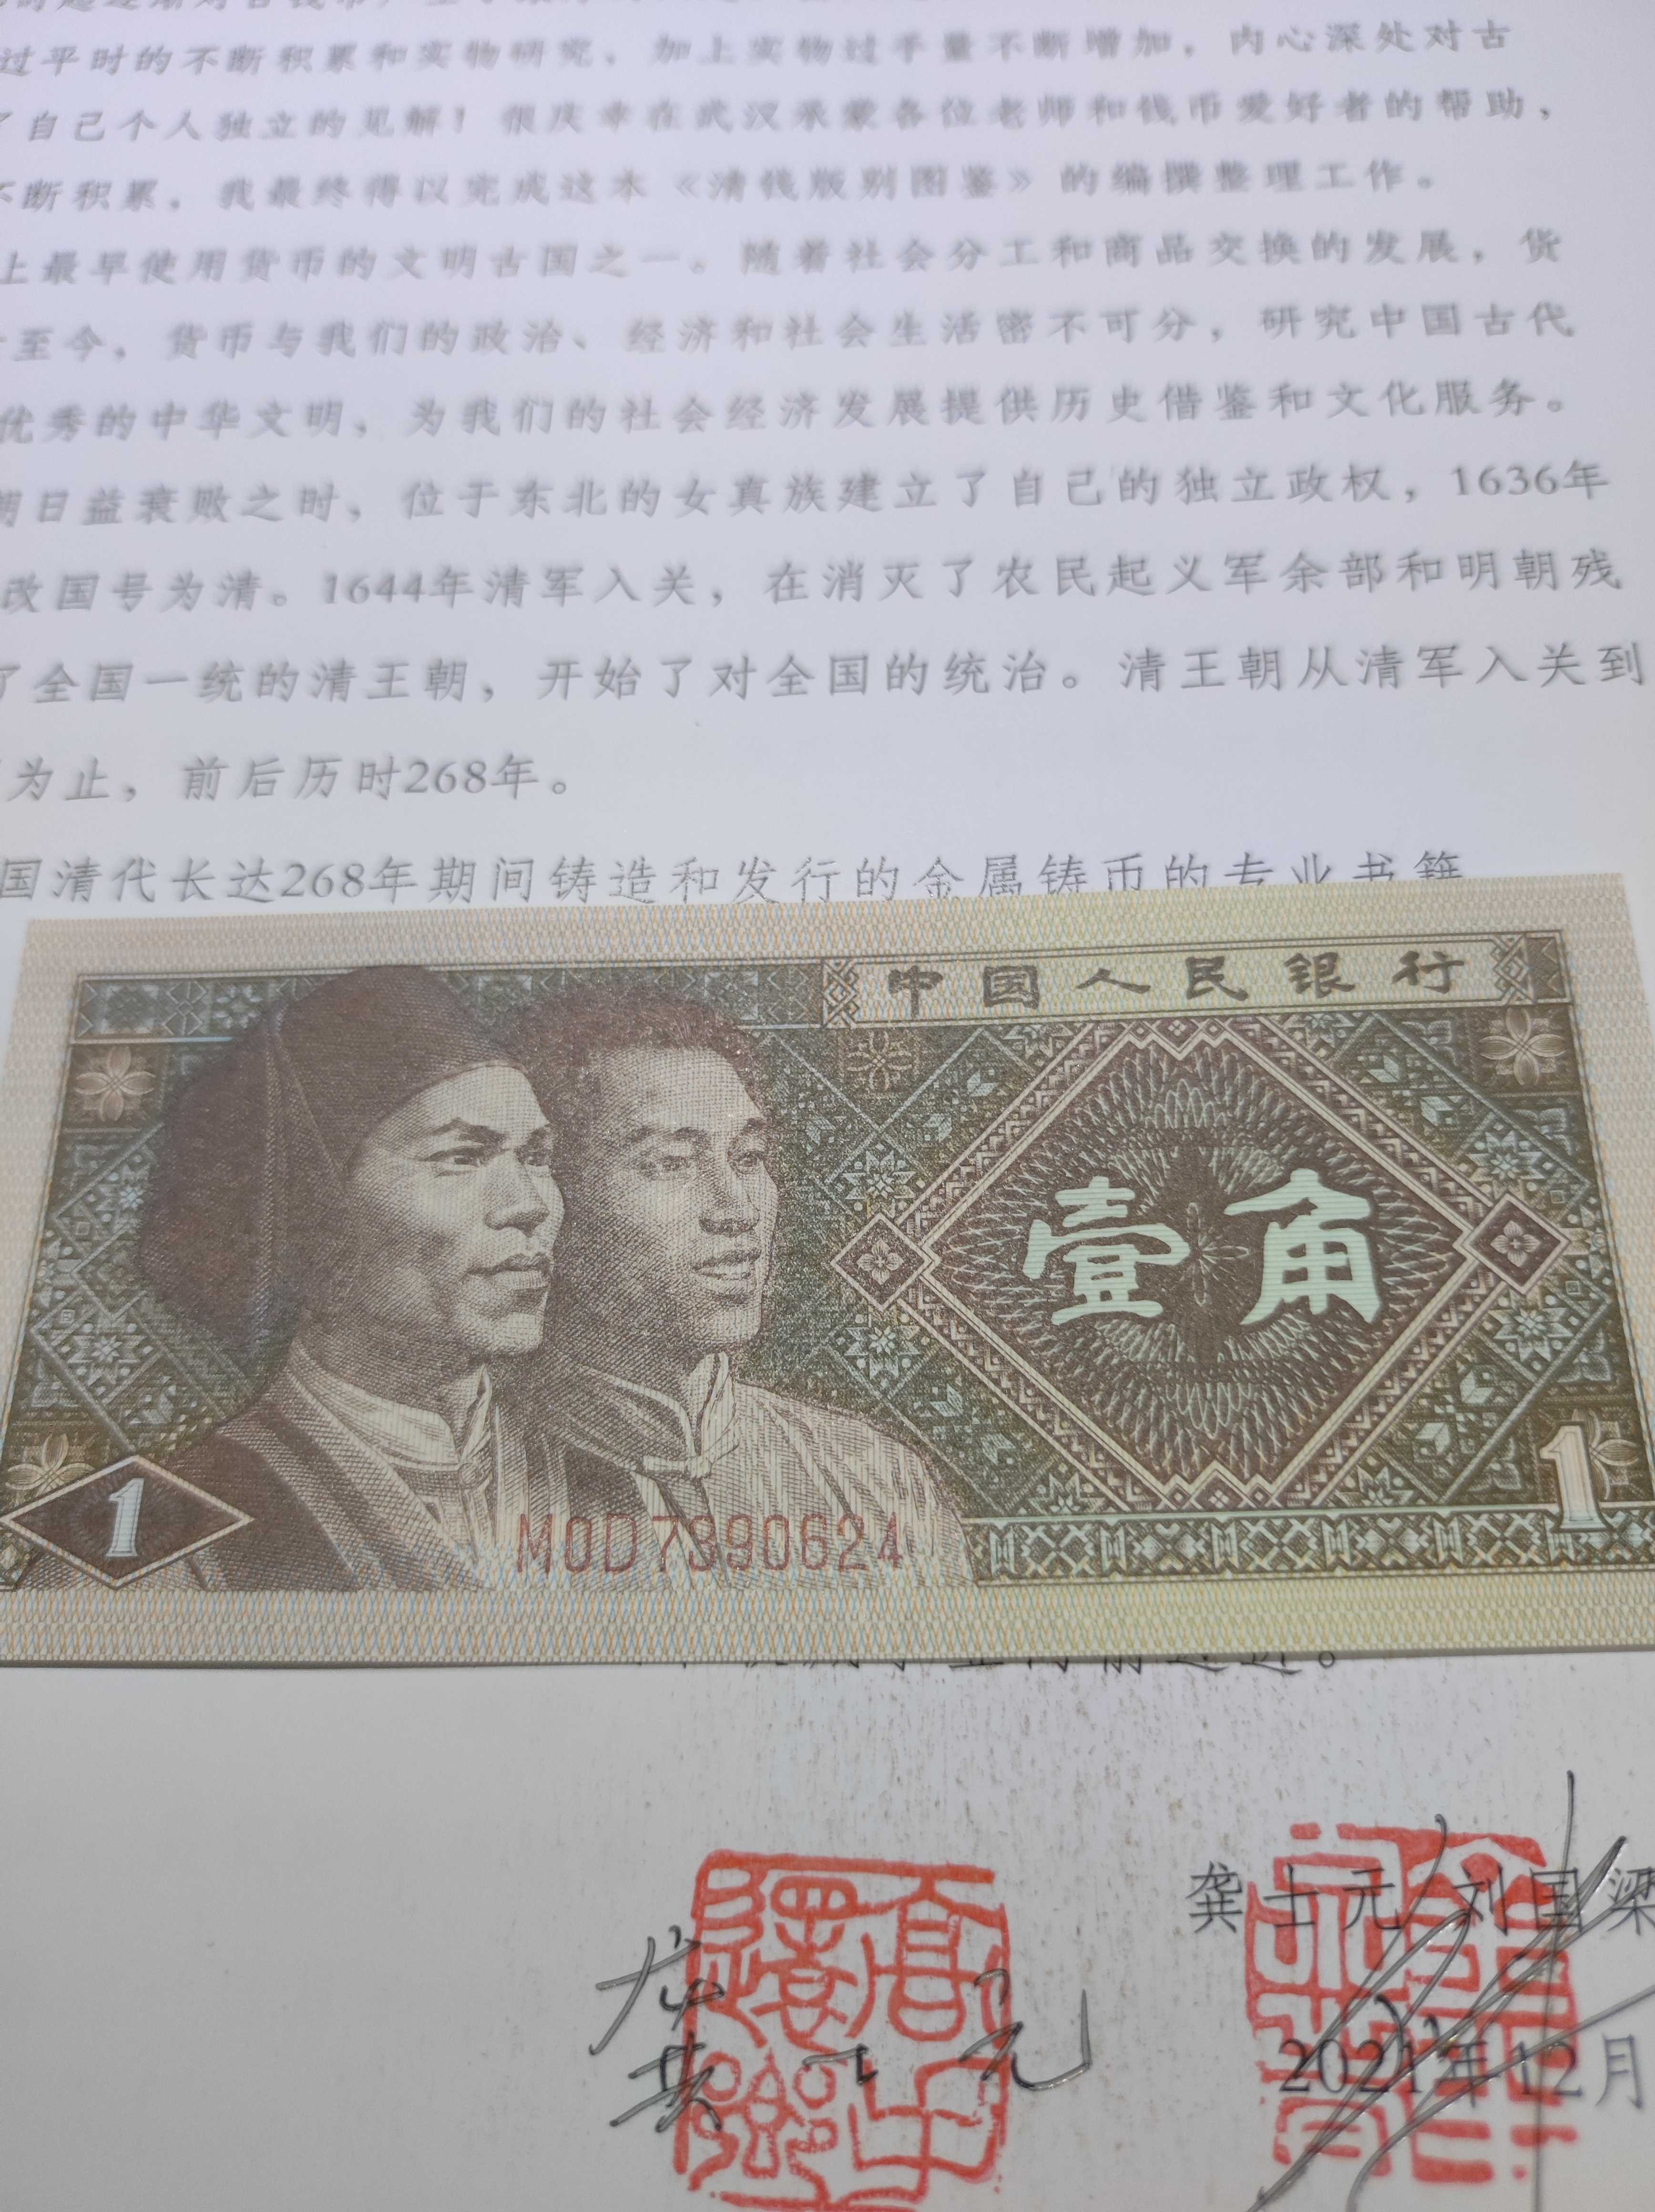 过平时的不断积累和实物研究，加上实物过手量不断增加，内心深处对古
了自己个人独立的见解！很庆幸在武汉承蒙各位老师和钱币爱好者的帮助，
不断积累，我最终得以完成这本《清钱版别图鉴》的编撰整理工作。
上最早使用货币的文明古国之一。随着社会分工和商品交换的发展，货
至今，货币与我们的政治、经济和社会生活密不可分，研究中国古代
优秀的中华文明，为我们的社会经济发展提供历史借鉴和文化服务。
朝日益衰败之时，位于东北的女真族建立了自己的独立政权，1636年
改国号为清。1644年清军入关，在消灭了农民起义军余部和明朝残
了全国一统的清王朝，开始了对全国的统治。清王朝从清军入关到
为止，前后历时268年。
国清代长达268年期间铸造和发行的金属铸币的专业书籍
中国人民银行
壹角
1
1
M0D7390624
龚士元 刘国梁
龚士元
2021年12月